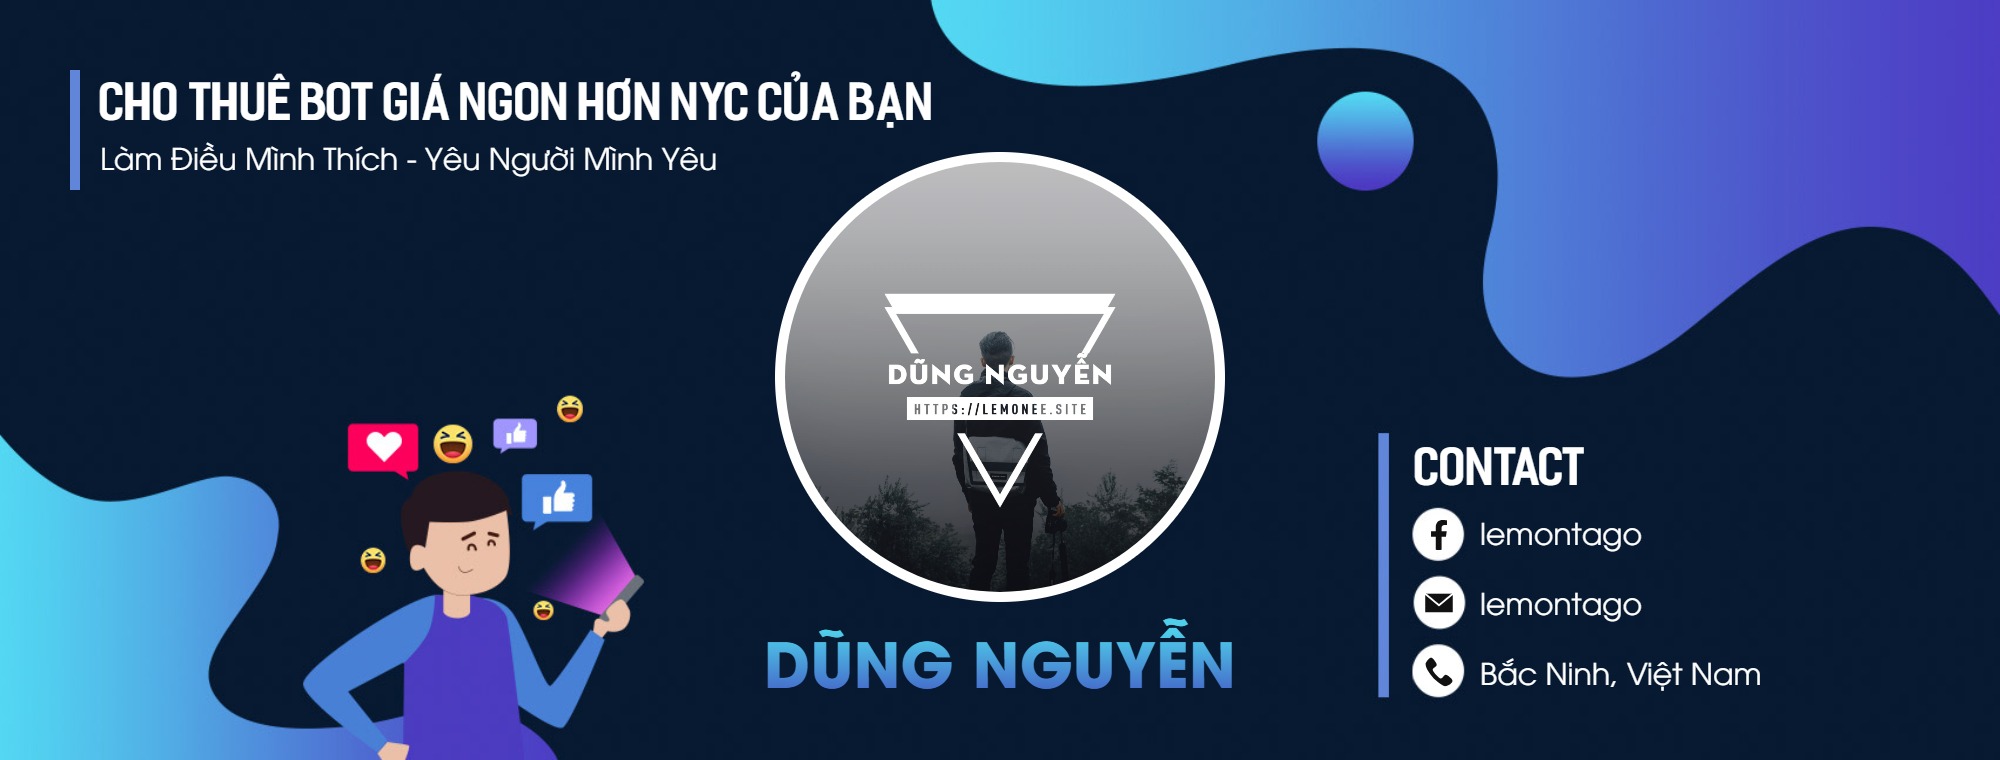 CHO THUÊ BOT GIÁ NGON HƠN NYC CỦA BẠN
Làm Điều Mình Thích - Yêu Người Mình Yêu
DŨNG NGUYỄN
HTTPS://LEMONEE.SITE
DŨNG NGUYỄN
CONTACT
lemontago
lemontago
Bắc Ninh, Việt Nam